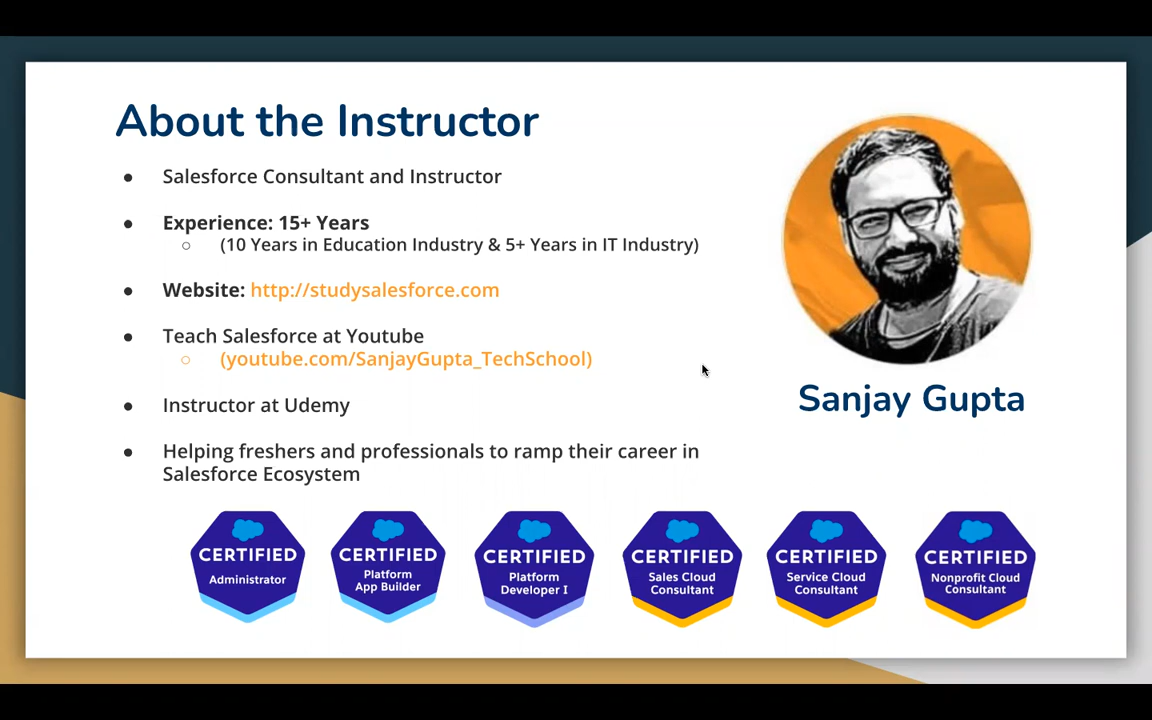 About the Instructor
Salesforce Consultant and Instructor
Experience: 15+ Years
(10 Years in Education Industry & 5+ Years in IT Industry)
Website: http://studysalesforce.com
Teach Salesforce at Youtube
(youtube.com/SanjayGupta_TechSchool)
Instructor at Udemy
Helping freshers and professionals to ramp their career in
Salesforce Ecosystem
Sanjay Gupta
CERTIFIED
Administrator
CERTIFIED
Platform
App Builder
CERTIFIED
Platform
Developer I
CERTIFIED
Sales Cloud
Consultant
CERTIFIED
Service Cloud
Consultant
CERTIFIED
Nonprofit Cloud
Consultant